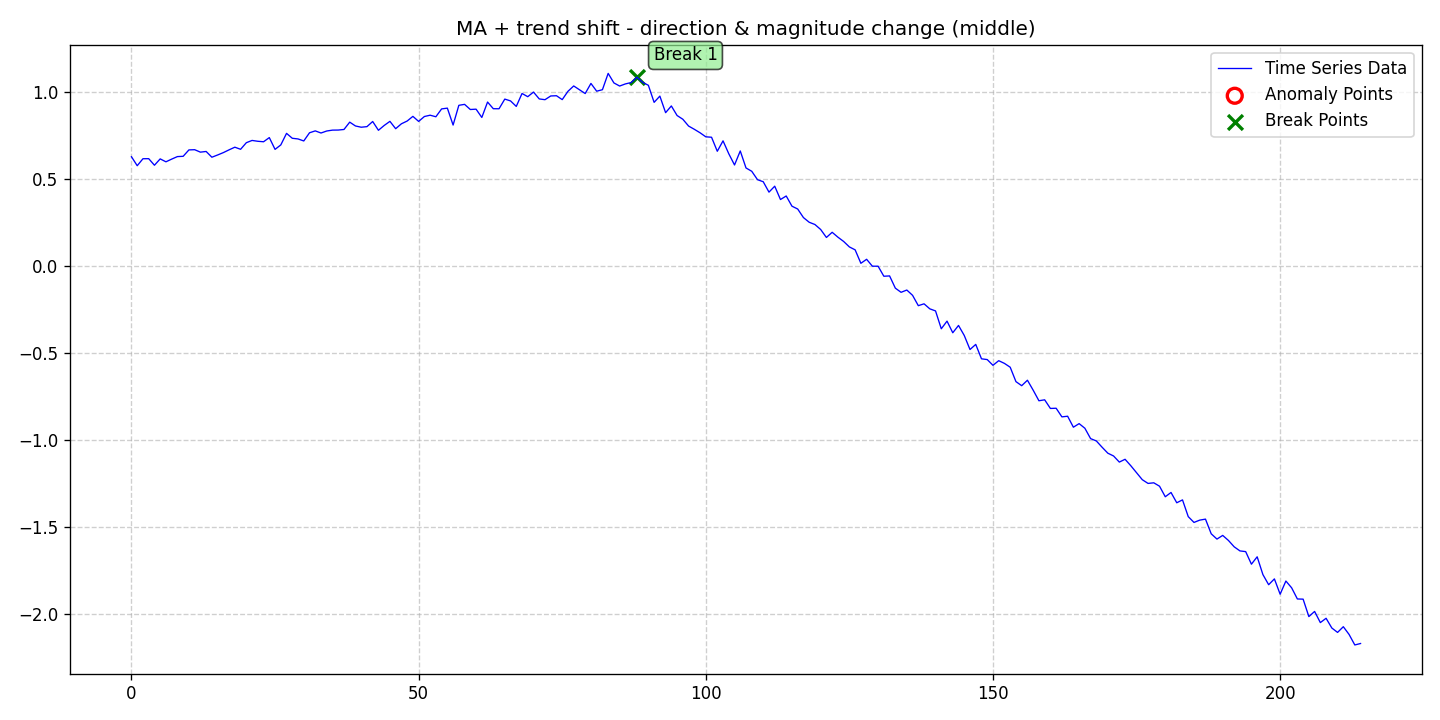 MA + trend shift - direction & magnitude change (middle)
Break 1
Time Series Data
Anomaly Points
Break Points
1.0
0.5
0.0
−0.5
−1.0
−1.5
−2.0
0
50
100
150
200